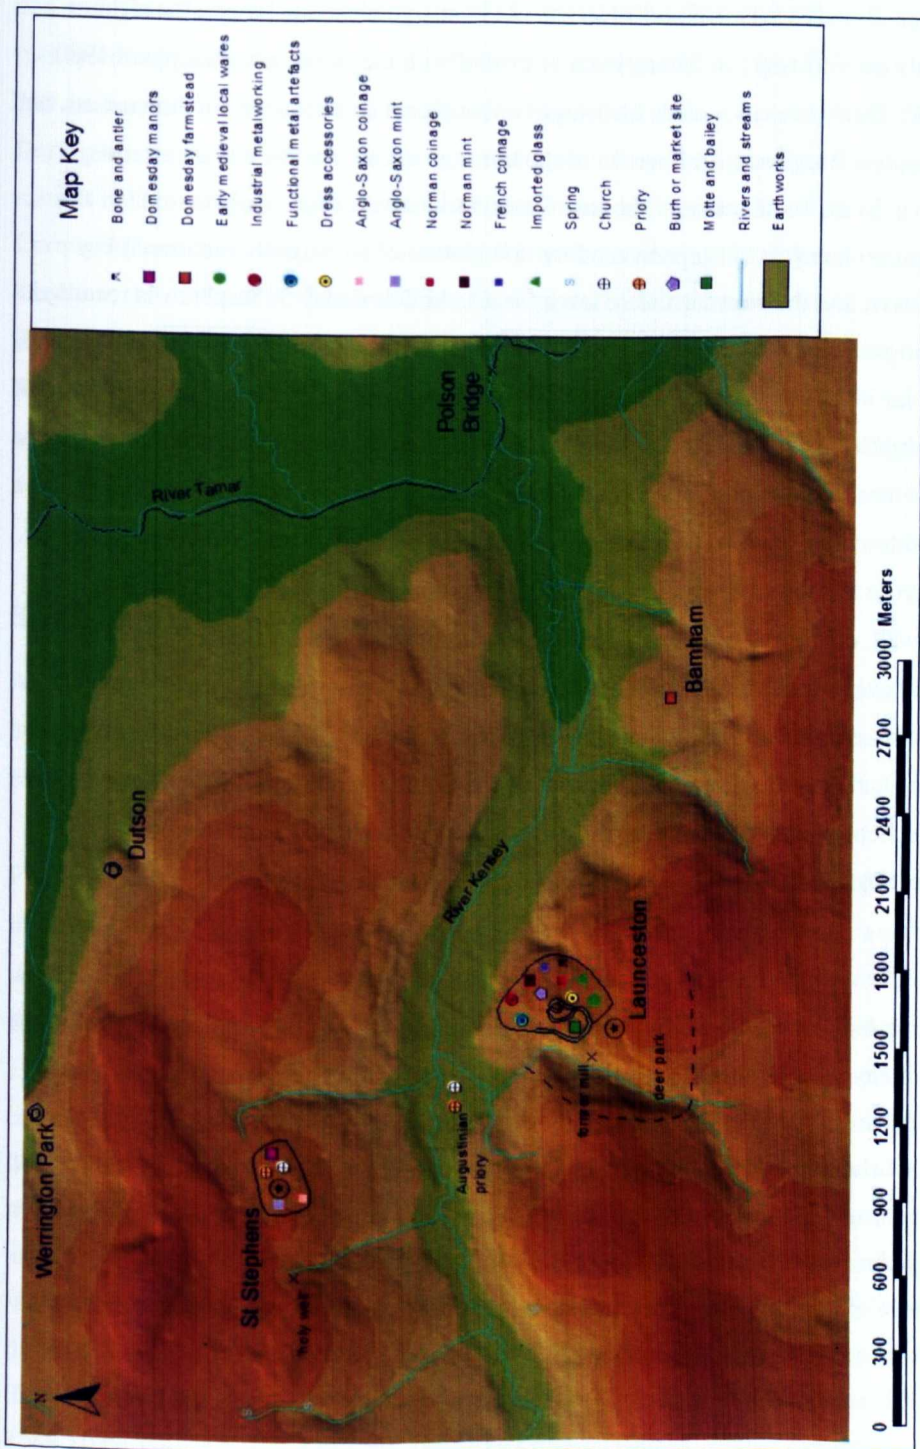 Map Key
Bone and antler
Domesday manors
Domesday farmstead
Early medieval local wares
Industrial metalworking
Functional metal artefacts
Dress accessories
Anglo-Saxon coinage
Anglo-Saxon mint
Norman coinage
Norman mint
French coinage
Imported glass
Spring
Church
Priory
Burh or market site
Motte and bailey
Rivers and streams
Earthworks
N
Werrington Park
Dutson
River Tamar
Polson
Bridge
St Stephens
holy well
S
S
S
Augustinian
priory
River Kensey
Launceston
former mill
deer park
Bamham
0 300 600 900 1200 1500 1800 2100 2400 2700 3000 Meters